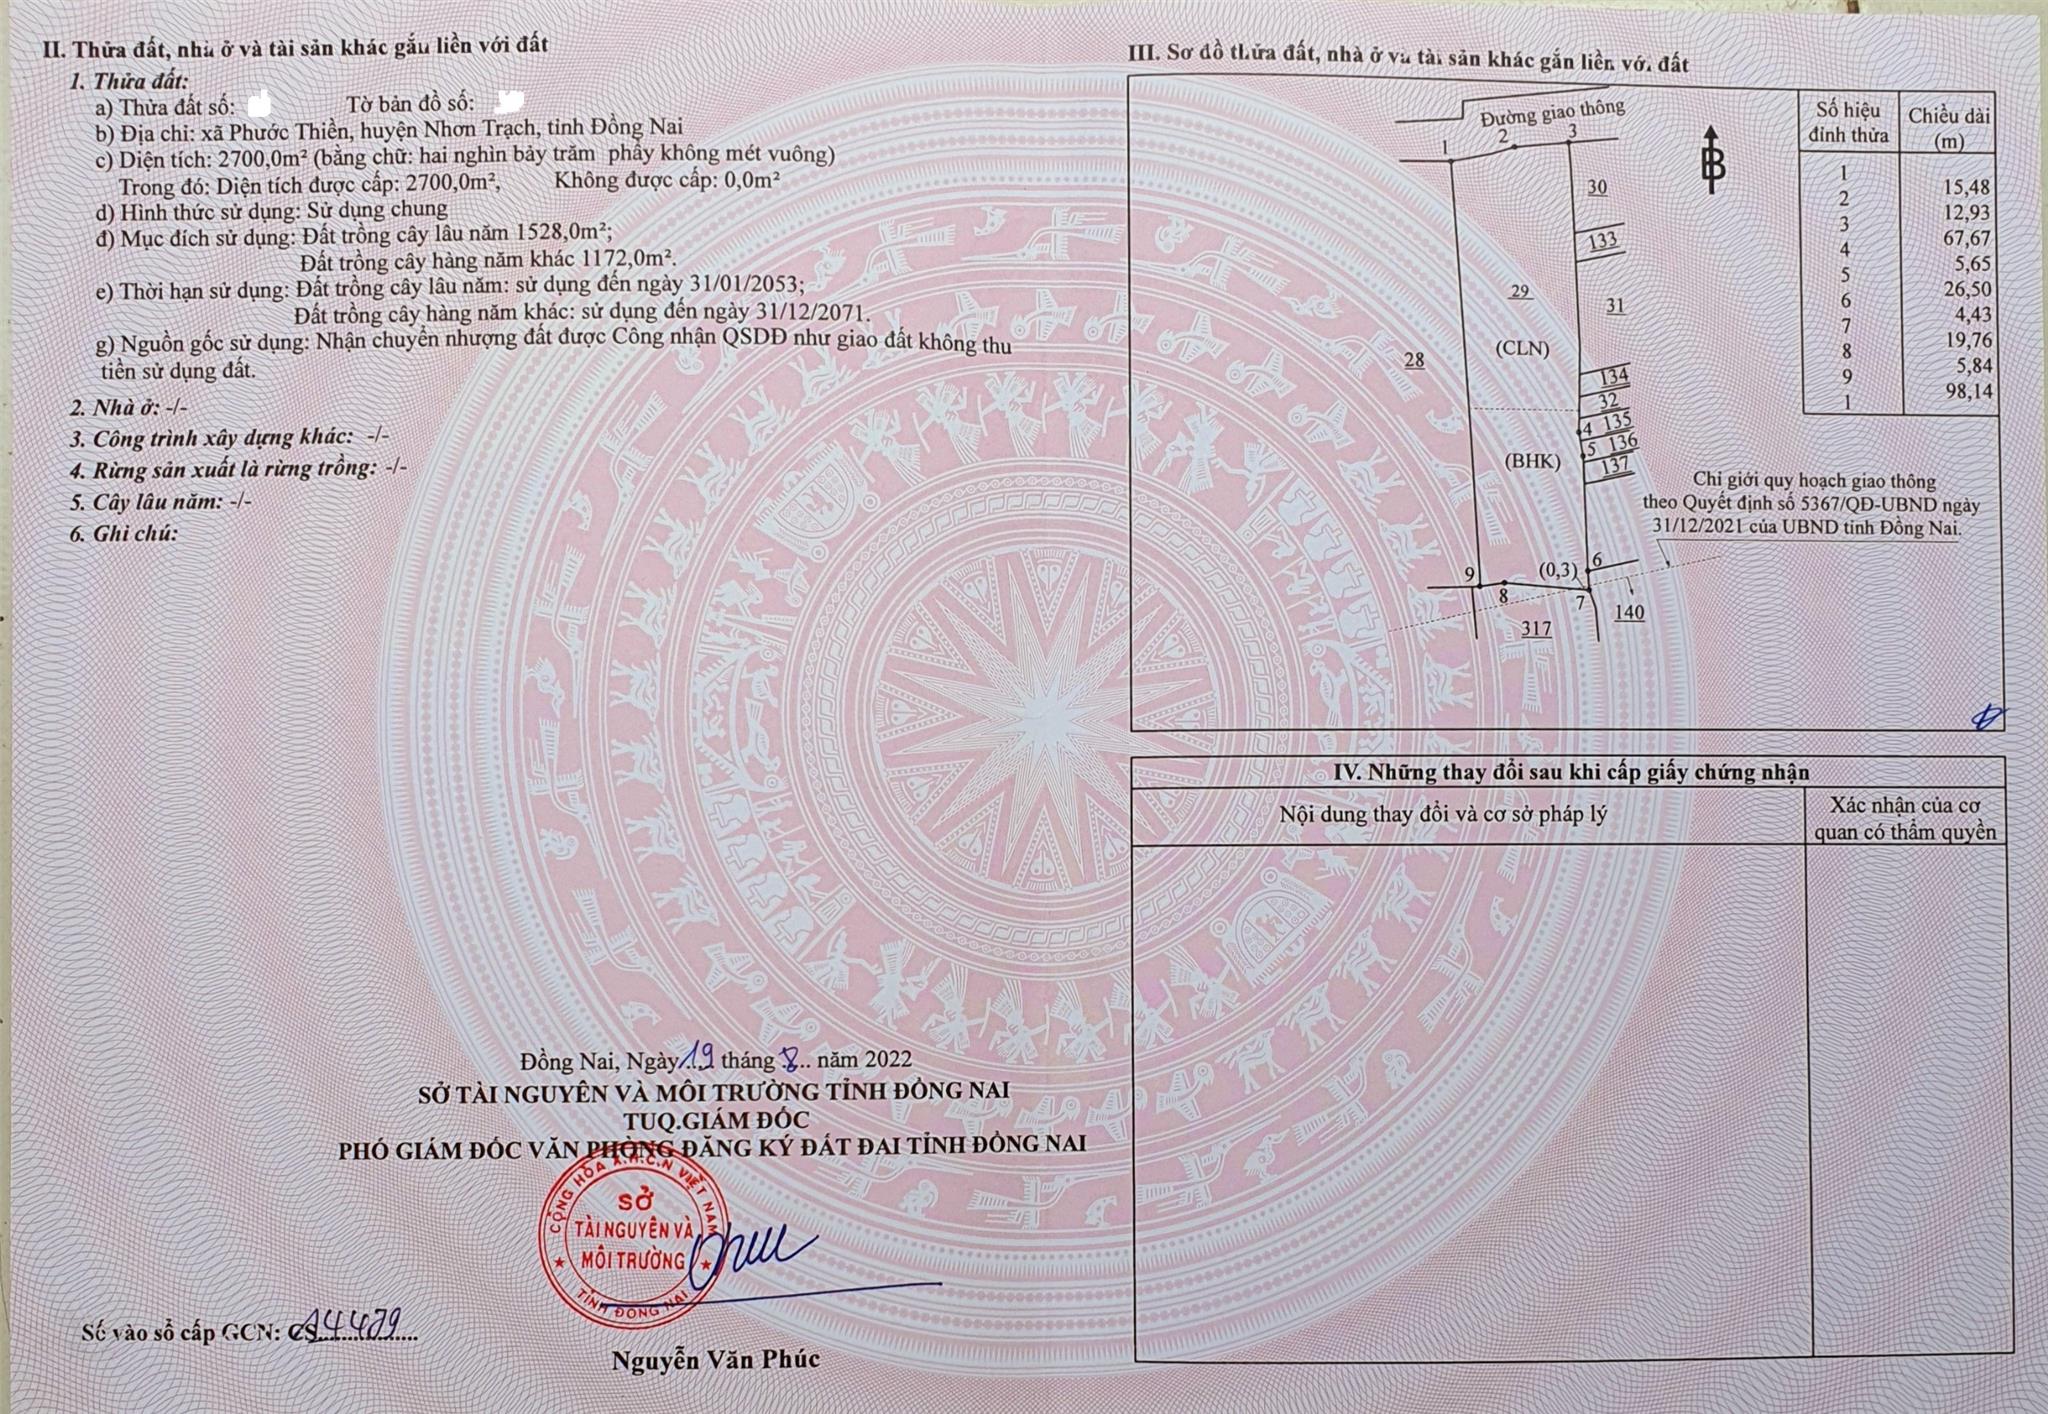 II. Thửa đất, nhà ở và tài sản khác gắn liền với đất
1. Thửa đất:
a) Thửa đất số: Tờ bản đồ số:
b) Địa chỉ: xã Phước Thiền, huyện Nhơn Trạch, tỉnh Đồng Nai
c) Diện tích: 2700,0m² (bằng chữ: hai nghìn bảy trăm phẩy không mét vuông)
Trong đó: Diện tích được cấp: 2700,0m², Không được cấp: 0,0m²
d) Hình thức sử dụng: Sử dụng chung
đ) Mục đích sử dụng: Đất trồng cây lâu năm 1528,0m²;
Đất trồng cây hàng năm khác 1172,0m².
e) Thời hạn sử dụng: Đất trồng cây lâu năm: sử dụng đến ngày 31/01/2053;
Đất trồng cây hàng năm khác: sử dụng đến ngày 31/12/2071.
g) Nguồn gốc sử dụng: Nhận chuyển nhượng đất được Công nhận QSDĐ như giao đất không thu
tiền sử dụng đất.
2. Nhà ở: -/-
3. Công trình xây dựng khác: -/-
4. Rừng sản xuất là rừng trồng: -/-
5. Cây lâu năm: -/-
6. Ghi chú:
Đồng Nai, Ngày 19 tháng 8.. năm 2022
SỞ TÀI NGUYÊN VÀ MÔI TRƯỜNG TỈNH ĐỒNG NAI
TUQ.GIÁM ĐỐC
PHÓ GIÁM ĐỐC VĂN PHÒNG ĐĂNG KÝ ĐẤT ĐAI TỈNH ĐỒNG NAI
CỘNG HÒA X.H.C.N VIỆT NAM
SỞ
TÀI NGUYÊN VÀ
MÔI TRƯỜNG
TỈNH ĐỒNG NAI
Số vào sổ cấp GCN: CS
Nguyễn Văn Phúc
III. Sơ đồ thửa đất, nhà ở và tài sản khác gắn liền với đất
Đường giao thông
1 2 3
30
133
29
31
(CLN)
28
134
32
4 135
5 136
(BHK)
137
Chỉ giới quy hoạch giao thông
theo Quyết định số 5367/QĐ-UBND ngày
31/12/2021 của UBND tỉnh Đồng Nai.
6
9 (0,3)
8 7
140
317
Số hiệu đỉnh thửa Chiều dài (m)
1
15,48
2
12,93
3
67,67
4
5,65
5
26,50
6
4,43
7
19,76
8
5,84
9
98,14
1
IV. Những thay đổi sau khi cấp giấy chứng nhận
Nội dung thay đổi và cơ sở pháp lý
Xác nhận của cơ
quan có thẩm quyền